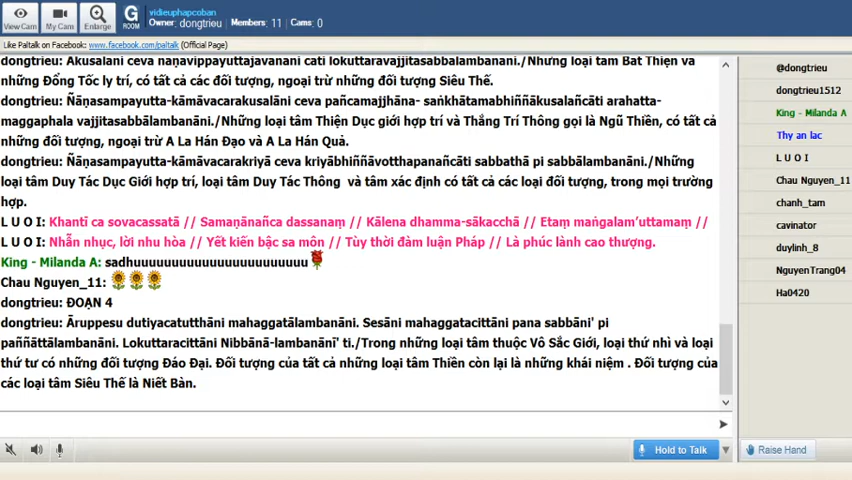 vidieuphapcoban
Owner: dongtrieu Members: 11 Cams: 0
View Cam My Cam Enlarge G ROOM
Like Paltalk on Facebook: www.facebook.com/paltalk (Official Page)
dongtrieu: Akusalāni ceva ñāṇavippayuttajavanāni cāti lokuttaravajjitasabbālambanāni./Những loại tâm Bất Thiện và
những Đổng Tốc ly trí, có tất cả các đối tượng, ngoại trừ những đối tượng Siêu Thế.
dongtrieu: Ñāṇasampayutta-kāmāvacarakusalāni ceva pañcamajjhāna- saṅkhātamabhiññākusalañcāti arahatta-
maggaphala vajjitasabbālambanāni./Những loại tâm Thiện Dục giới hợp trí và Thắng Trí Thông gọi là Ngũ Thiền, có tất cả
những đối tượng, ngoại trừ A La Hán Đạo và A La Hán Quả.
dongtrieu: Ñāṇasampayutta-kāmāvacarakriyā ceva kriyābhiññāvotthapanañcāti sabbathā pi sabbālambanāni./Những
loại tâm Duy Tác Dục Giới hợp trí, loại tâm Duy Tác Thông và tâm xác định có tất cả các loại đối tượng, trong mọi trường
hợp.
L U O I: Khantī ca sovacassatā // Samaṇānañca dassanaṃ // Kālena dhamma-sākacchā // Etaṃ maṅgalam’uttamaṃ //
L U O I: Nhẫn nhục, lời nhu hòa // Yết kiến bậc sa môn // Tùy thời đàm luận Pháp // Là phúc lành cao thượng.
King - Milanda A: sadhuuuuuuuuuuuuuuuuuuuuuuu
Chau Nguyen_11:
dongtrieu: ĐOẠN 4
dongtrieu: Āruppesu dutiyacatutthāni mahaggatālambanāni. Sesāni mahaggatacittāni pana sabbāni' pi
paññāttālambanāni. Lokuttaracittāni Nibbānā-lambanānī' ti./Trong những loại tâm thuộc Vô Sắc Giới, loại thứ nhì và loại
thứ tư có những đối tượng Đáo Đại. Đối tượng của tất cả những loại tâm Thiền còn lại là những khái niệm . Đối tượng của
các loại tâm Siêu Thế là Niết Bàn.
@dongtrieu
dongtrieu1512
King - Milanda A
Thụy an lac
L U O I
Chau Nguyen_11
chanh_tam
cavinator
duylinh_8
NguyenTrang04
Ha0420
Hold to Talk
Raise Hand